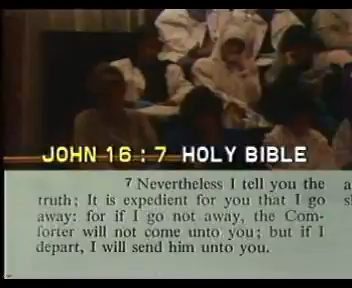 JOHN 16 : 7 HOLY BIBLE
7 Nevertheless I tell you the
truth; It is expedient for you that I go
away: for if I go not away, the Com-
forter will not come unto you; but if I
depart, I will send him unto you.